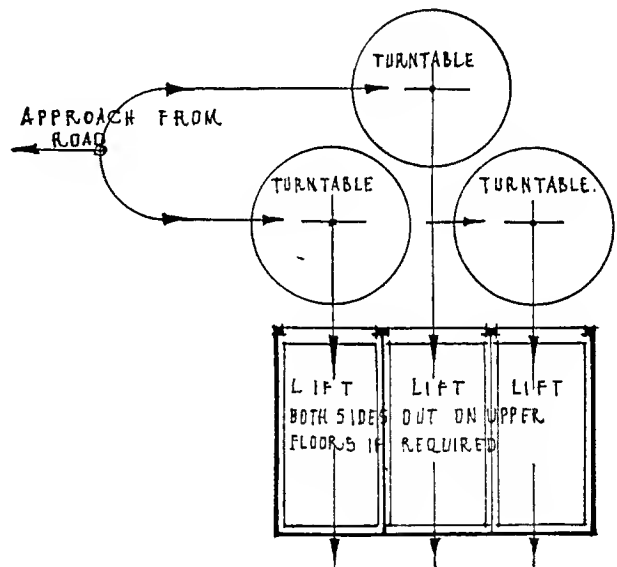 TURNTABLE
APPROACH FROM
ROAD
TURNTABLE
TURNTABLE.
LIFT LIFT LIFT
BOTH SIDES OUT ON UPPER
FLOORS IF REQUIRED